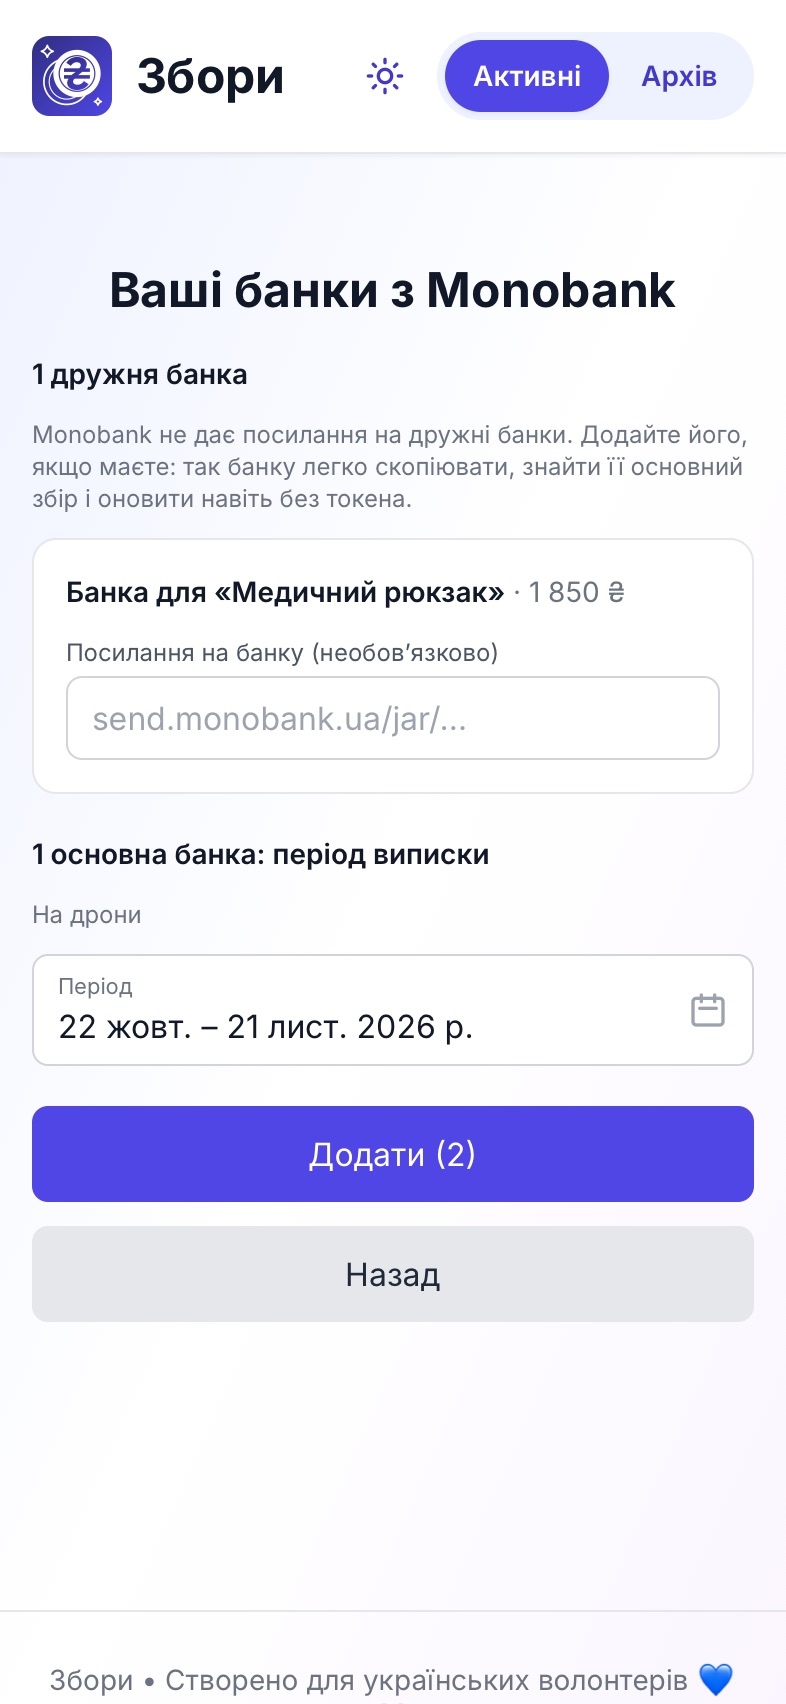 Збори
Активні
Архів
Ваші банки з Monobank
1 дружня банка
Monobank не дає посилання на дружні банки. Додайте його,
якщо маєте: так банку легко скопіювати, знайти її основний
збір і оновити навіть без токена.
Банка для «Медичний рюкзак» · 1 850 ₴
Посилання на банку (необов’язково)
send.monobank.ua/jar/...
1 основна банка: період виписки
На дрони
Період
22 жовт. – 21 лист. 2026 р.
Додати (2)
Назад
Збори • Створено для українських волонтерів 💙